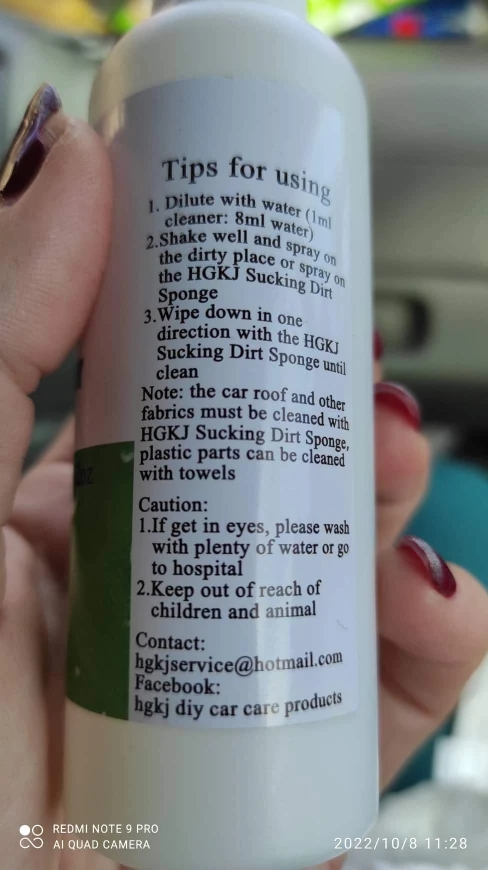 Tips for using
1. Dilute with water (1ml
cleaner: 8ml water)
2.Shake well and spray on
the dirty place or spray on
the HGKJ Sucking Dirt
Sponge
3.Wipe down in one
direction with the HGKJ
Sucking Dirt Sponge until
clean
Note: the car roof and other
fabrics must be cleaned with
HGKJ Sucking Dirt Sponge,
plastic parts can be cleaned
with towels
Caution:
1.If get in eyes, please wash
with plenty of water or go
to hospital
2.Keep out of reach of
children and animal
Contact:
hgkjservice@hotmail.com
Facebook:
hgkj diy car care products
REDMI NOTE 9 PRO
AI QUAD CAMERA
2022/10/8 11:28